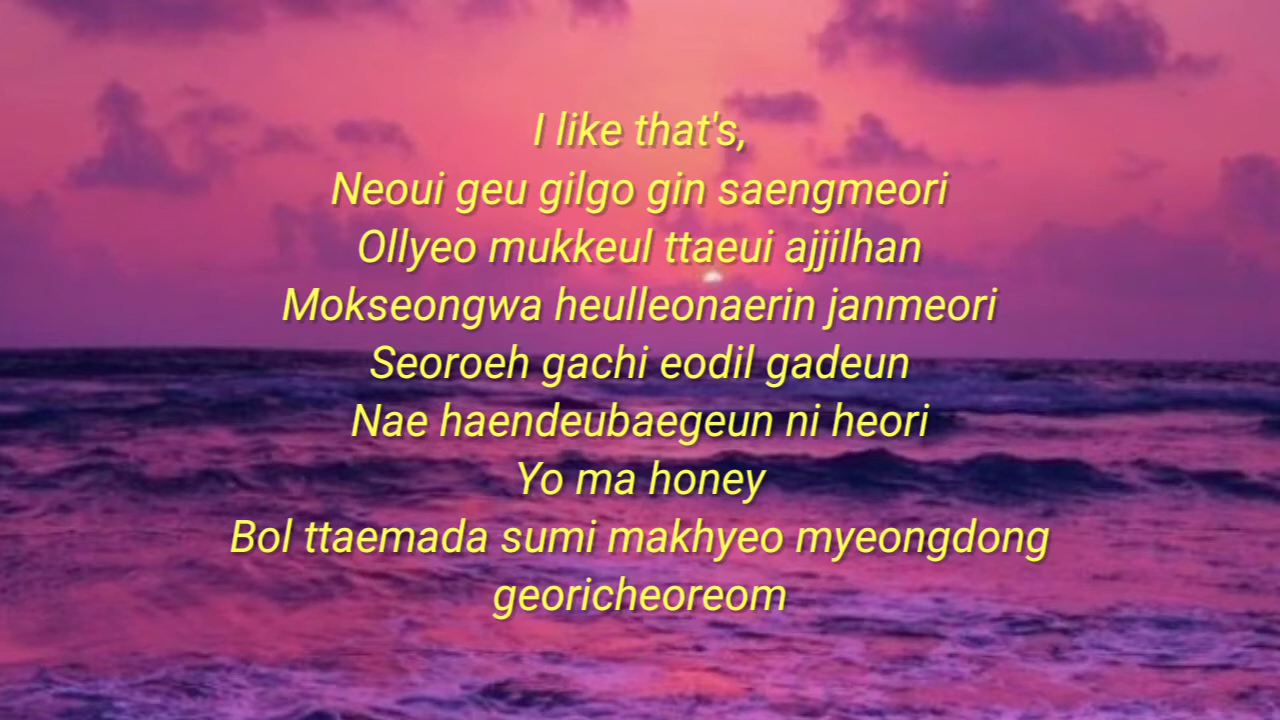 I like that's,
Neoui geu gilgo gin saengmeori
Ollyeo mukkeul ttaeui ajjilhan
Mokseongwa heulleonaerin janmeori
Seoroeh gachi eodil gadeun
Nae haendeubaegeun ni heori
Yo ma honey
Bol ttaemada sumi makhyeo myeongdong
georicheoreom